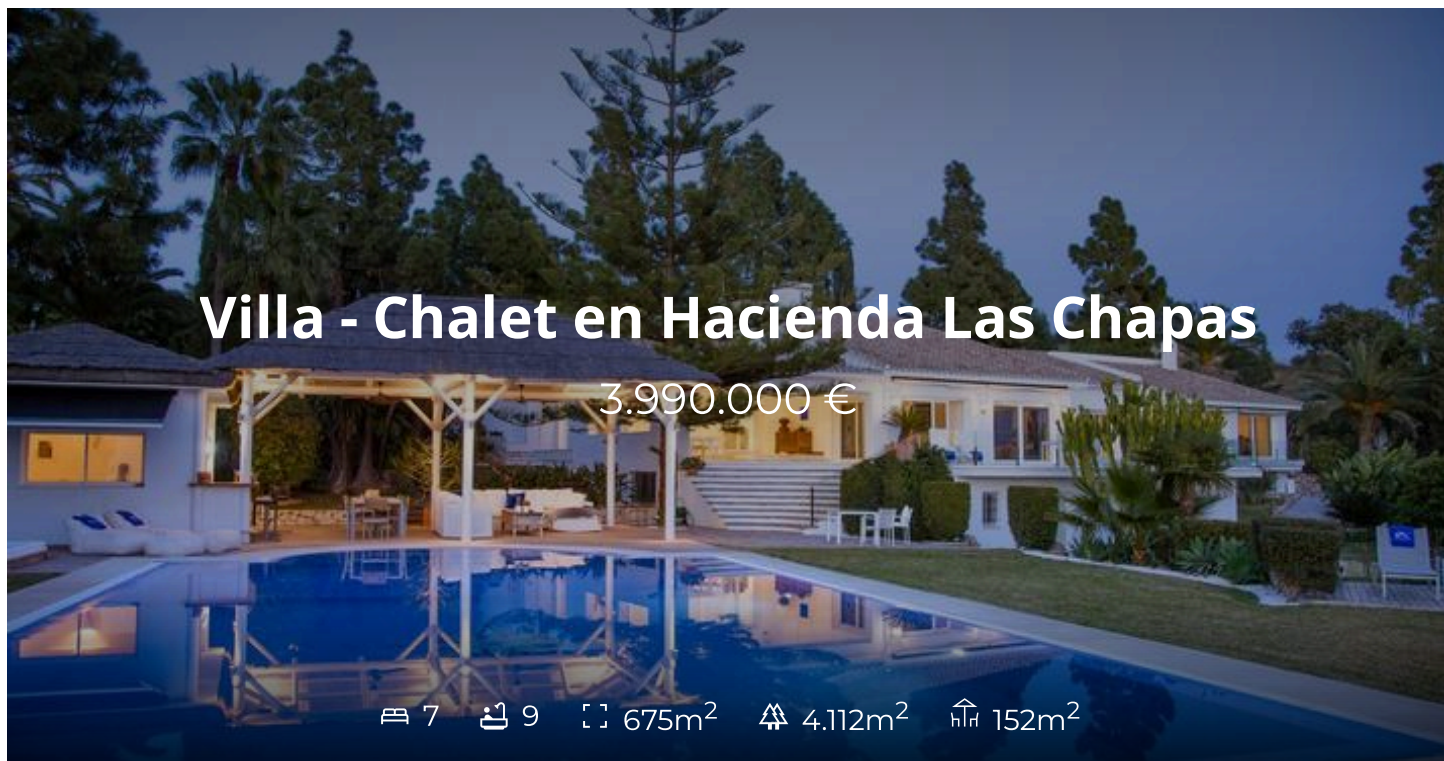 Villa - Chalet en Hacienda Las Chapas
3.990.000 €
7 9 675m² 4.112m² 152m²